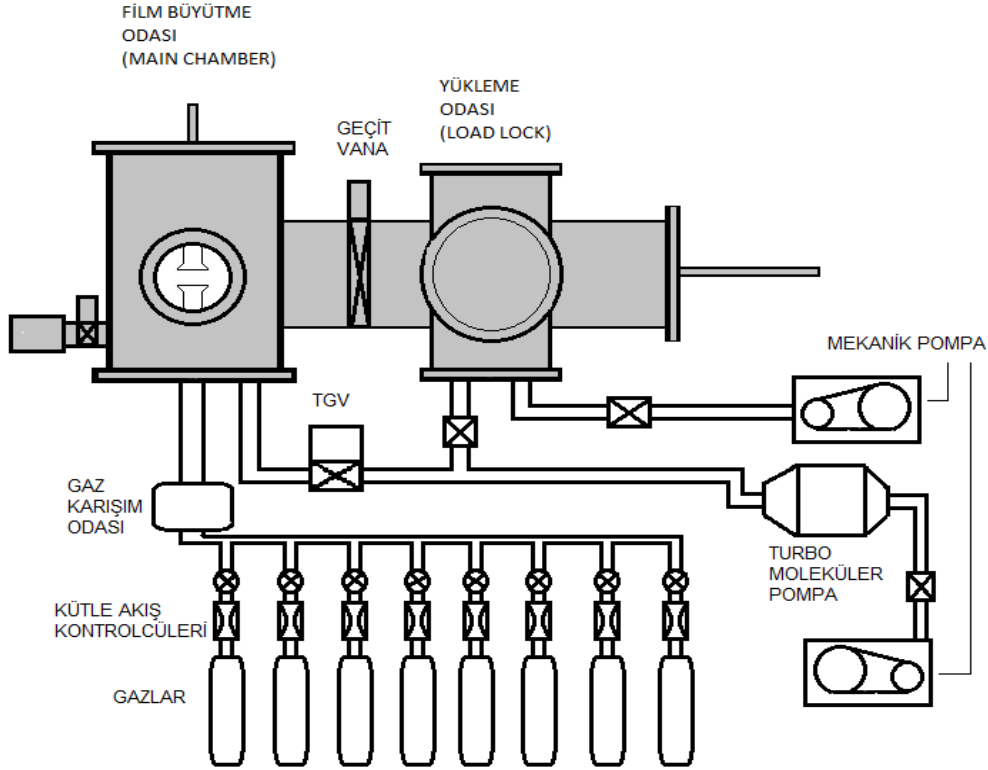 FİLM BÜYÜTME
ODASI
(MAIN CHAMBER)
YÜKLEME
ODASI
(LOAD LOCK)
GEÇİT
VANA
MEKANİK POMPA
TGV
GAZ
KARIŞIM
ODASI
TURBO
MOLEKÜLER
POMPA
KÜTLE AKIŞ
KONTROLCÜLERİ
GAZLAR